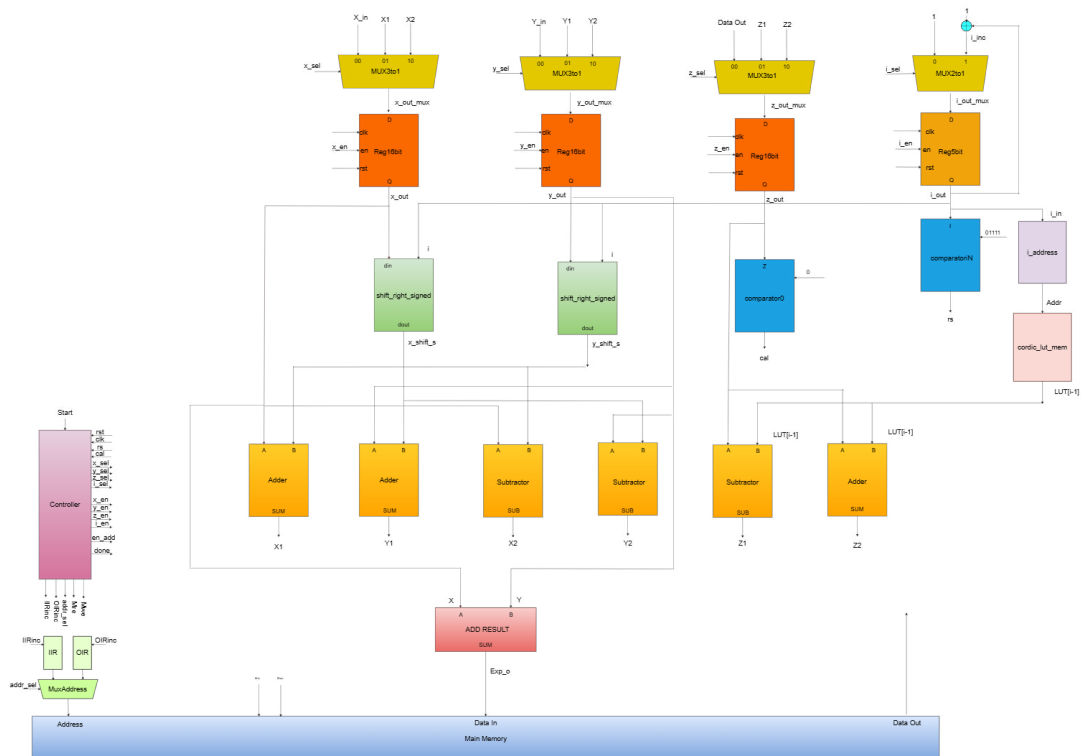 X_in X1 X2
Y_in Y1 Y2
Data Out Z1 Z2
1 1
i_inc
00 01 10
x_sel
MUX3to1
x_out_mux
00 01 10
y_sel
MUX3to1
y_out_mux
00 01 10
z_sel
MUX3to1
z_out_mux
0 1
i_sel
MUX2to1
i_out_mux
D
clk
x_en en
Reg16bit
rst
Q
x_out
D
clk
y_en en
Reg16bit
rst
Q
y_out
D
clk
z_en en
Reg16bit
rst
Q
z_out
D
clk
i_en en
Reg5bit
rst
Q
i_out
i_in
i
din
shift_right_signed
dout
x_shift_s
i
din
shift_right_signed
dout
y_shift_s
Z
0
comparator0
cal
I
01111
comparatorN
rs
i_address
Addr
cordic_lut_mem
LUT[i-1]
Start
rst
clk
rs
cal
x_sel
y_sel
z_sel
i_sel
Controller
x_en
y_en
z_en
i_en
en_add
done
IIRinc
OIRinc
addr_sel
Mre
Mwe
A B
Adder
SUM
X1
A B
Adder
SUM
Y1
A B
Subtractor
SUB
X2
A B
Subtractor
SUB
Y2
LUT[i-1]
A B
Subtractor
SUB
Z1
LUT[i-1]
A B
Adder
SUM
Z2
X Y
A B
ADD RESULT
SUM
Exp_o
IIRinc
IIR
OIR
OIRinc
addr_sel
MuxAddress
Address
Data In
Data Out
Main Memory